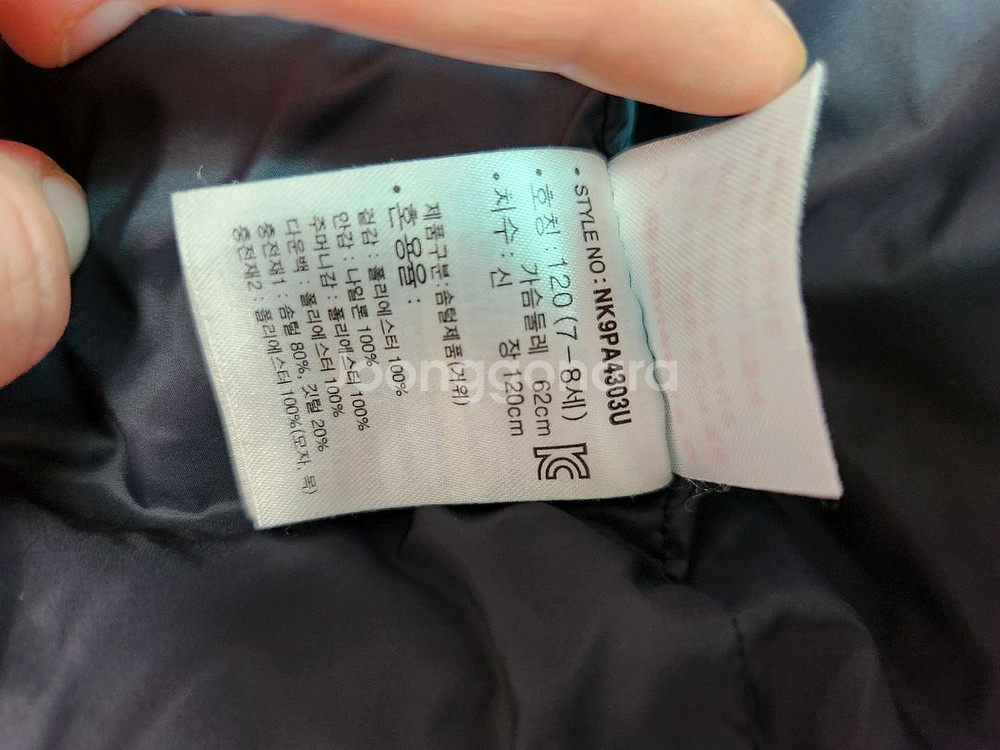 • STYLE NO : NK9PA4303U
• 호칭 : 120 (7-8세)
• 치수 : 가슴둘레 62cm
신 장 120cm
제품구분 : 솜털제품(거위)
• 혼용율 :
겉감 : 폴리에스터 100%
안감 : 나일론 100%
주머니감 : 폴리에스터 100%
다운백 : 폴리에스터 100%
충전재1 : 솜털 80%, 깃털 20%
충전재2 : 폴리에스터 100%(모자, 목)
joonggonara